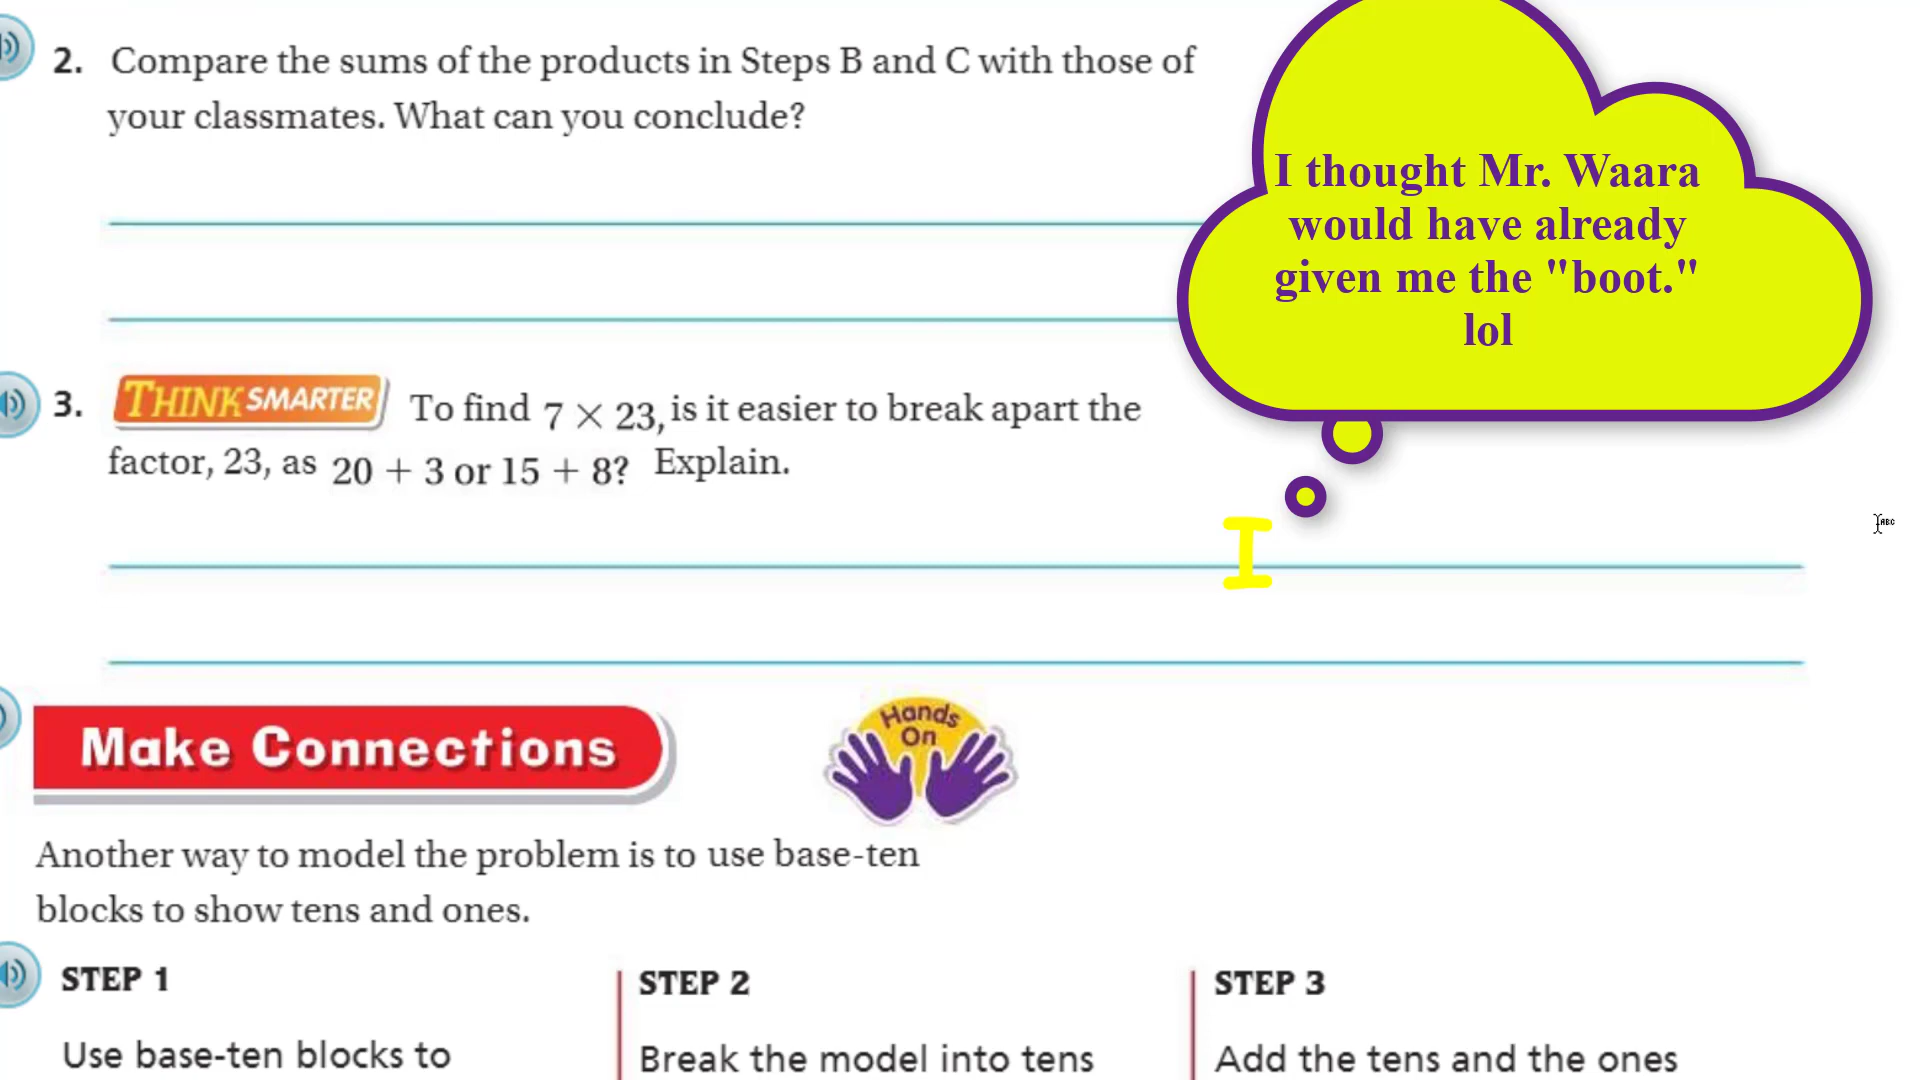 2. Compare the sums of the products in Steps B and C with those of
your classmates. What can you conclude?
I thought Mr. Waara
would have already
given me the "boot."
lol
3. THINK SMARTER To find 7 × 23, is it easier to break apart the
factor, 23, as 20 + 3 or 15 + 8? Explain.
I
ABC
Make Connections
Hands
On
Another way to model the problem is to use base-ten
blocks to show tens and ones.
STEP 1
Use base-ten blocks to
STEP 2
Break the model into tens
STEP 3
Add the tens and the ones